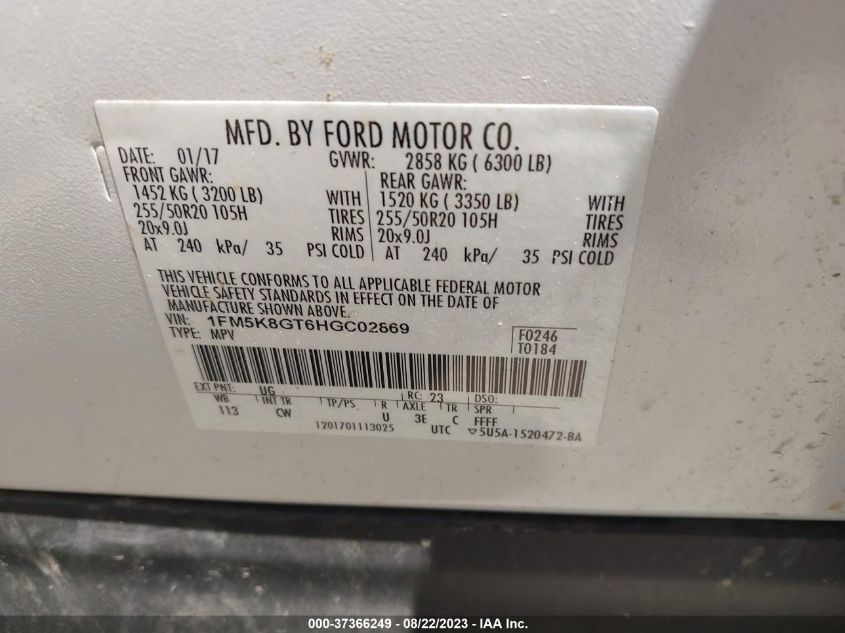 MFD. BY FORD MOTOR CO.
DATE: 01/17 GVWR: 2858 KG ( 6300 LB)
FRONT GAWR: REAR GAWR:
1452 KG ( 3200 LB) WITH 1520 KG ( 3350 LB) WITH
255/50R20 105H TIRES 255/50R20 105H TIRES
20x9.0J RIMS 20x9.0J RIMS
AT 240 kPa/ 35 PSI COLD AT 240 kPa/ 35 PSI COLD
THIS VEHICLE CONFORMS TO ALL APPLICABLE FEDERAL MOTOR
VEHICLE SAFETY STANDARDS IN EFFECT ON THE DATE OF
MANUFACTURE SHOWN ABOVE.
VIN: 1FM5K8GT6HGC02869
TYPE: MPV
F0246
T0184
EXT PNT: UG RC: 23 DSO:
WB INT TR TP/PS R AXLE TR SPR
113 CW U 3E C FFFF
1201701113025 UTC ▽5U5A-1520472-BA
000-37366249 - 08/22/2023 - IAA Inc.